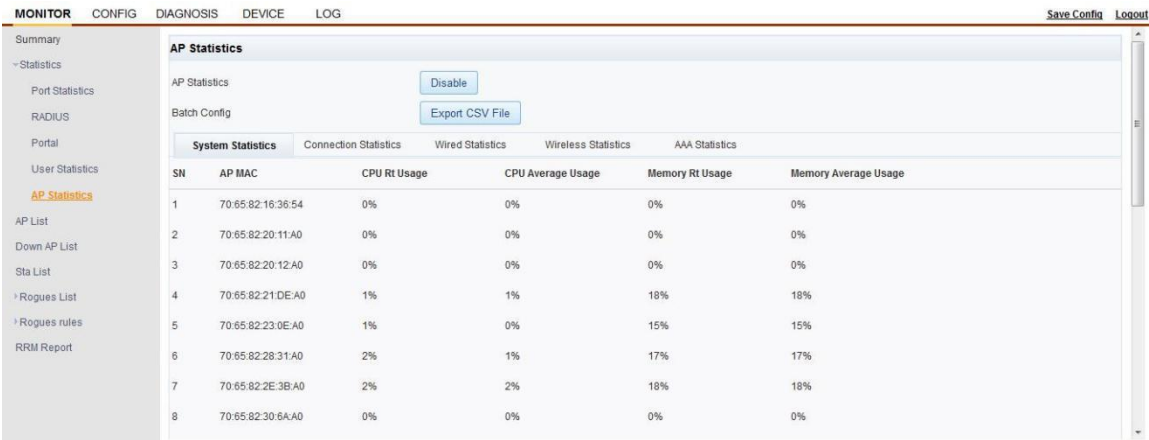 MONITOR CONFIG DIAGNOSIS DEVICE LOG Save Config Logout
Summary
Statistics
Port Statistics
RADIUS
Portal
User Statistics
AP Statistics
AP List
Down AP List
Sta List
Rogues List
Rogues rules
RRM Report
AP Statistics
AP Statistics Disable
Batch Config Export CSV File
System Statistics Connection Statistics Wired Statistics Wireless Statistics AAA Statistics
SN AP MAC CPU Rt Usage CPU Average Usage Memory Rt Usage Memory Average Usage
1 70:65:82:16:36:54 0% 0% 0% 0%
2 70:65:82:20:11:A0 0% 0% 0% 0%
3 70:65:82:20:12:A0 0% 0% 0% 0%
4 70:65:82:21:DE:A0 1% 1% 18% 18%
5 70:65:82:23:0E:A0 1% 0% 15% 15%
6 70:65:82:28:31:A0 2% 1% 17% 17%
7 70:65:82:2E:3B:A0 2% 2% 18% 18%
8 70:65:82:30:6A:A0 0% 0% 0% 0%